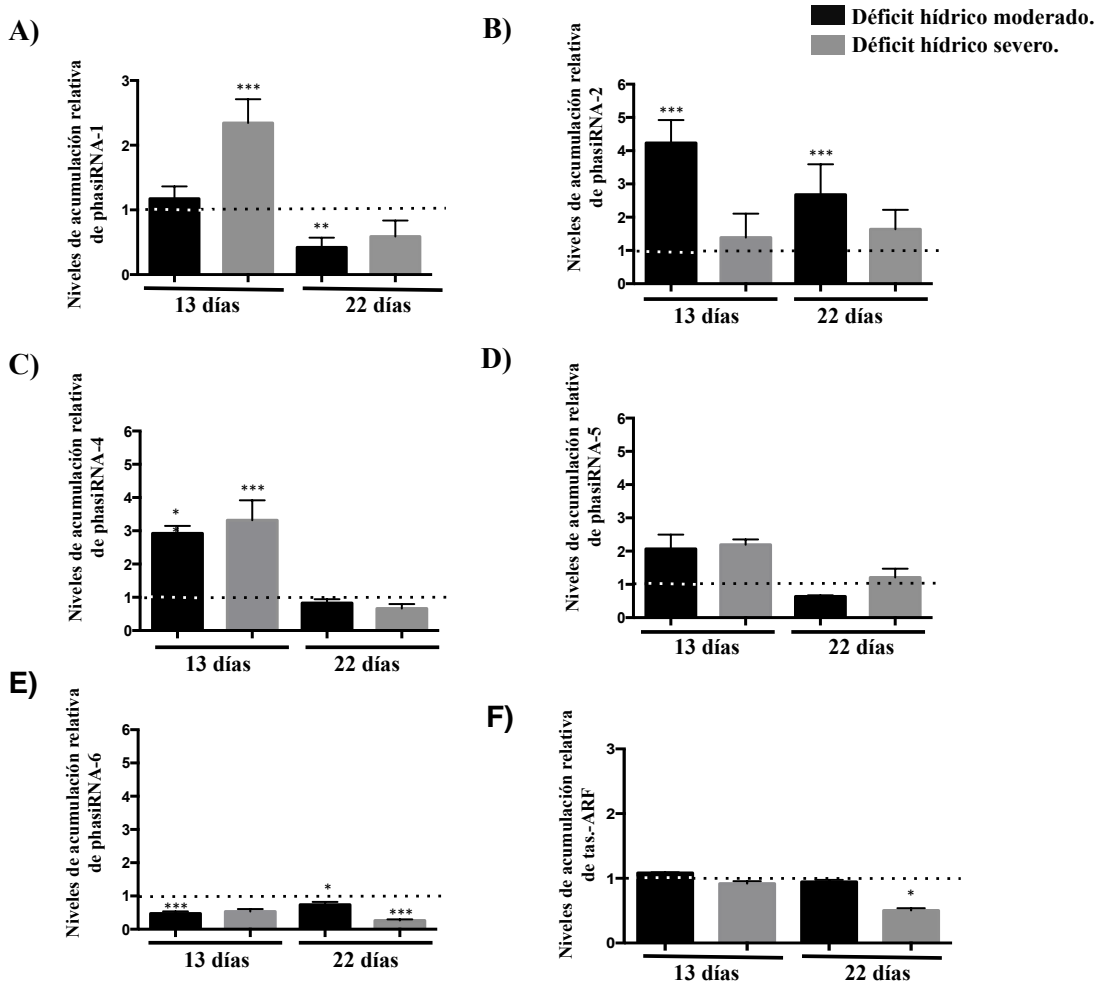 Déficit hídrico moderado.
Déficit hídrico severo.
A)
Niveles de acumulación relativa
de phasiRNA-1
3
2
1
0
***
**
13 días
22 días
B)
Niveles de acumulación relativa
de phasiRNA-2
6
5
4
3
2
1
0
***
***
13 días
22 días
C)
Niveles de acumulación relativa
de phasiRNA-4
6
5
4
3
2
1
0
*
*
***
13 días
22 días
D)
Niveles de acumulación relativa
de phasiRNA-5
6
5
4
3
2
1
0
13 días
22 días
E)
Niveles de acumulación relativa
de phasiRNA-6
6
5
4
3
2
1
0
***
*
***
13 días
22 días
F)
Niveles de acumulación relativa
de tas.-ARF
3
2
1
0
*
13 días
22 días